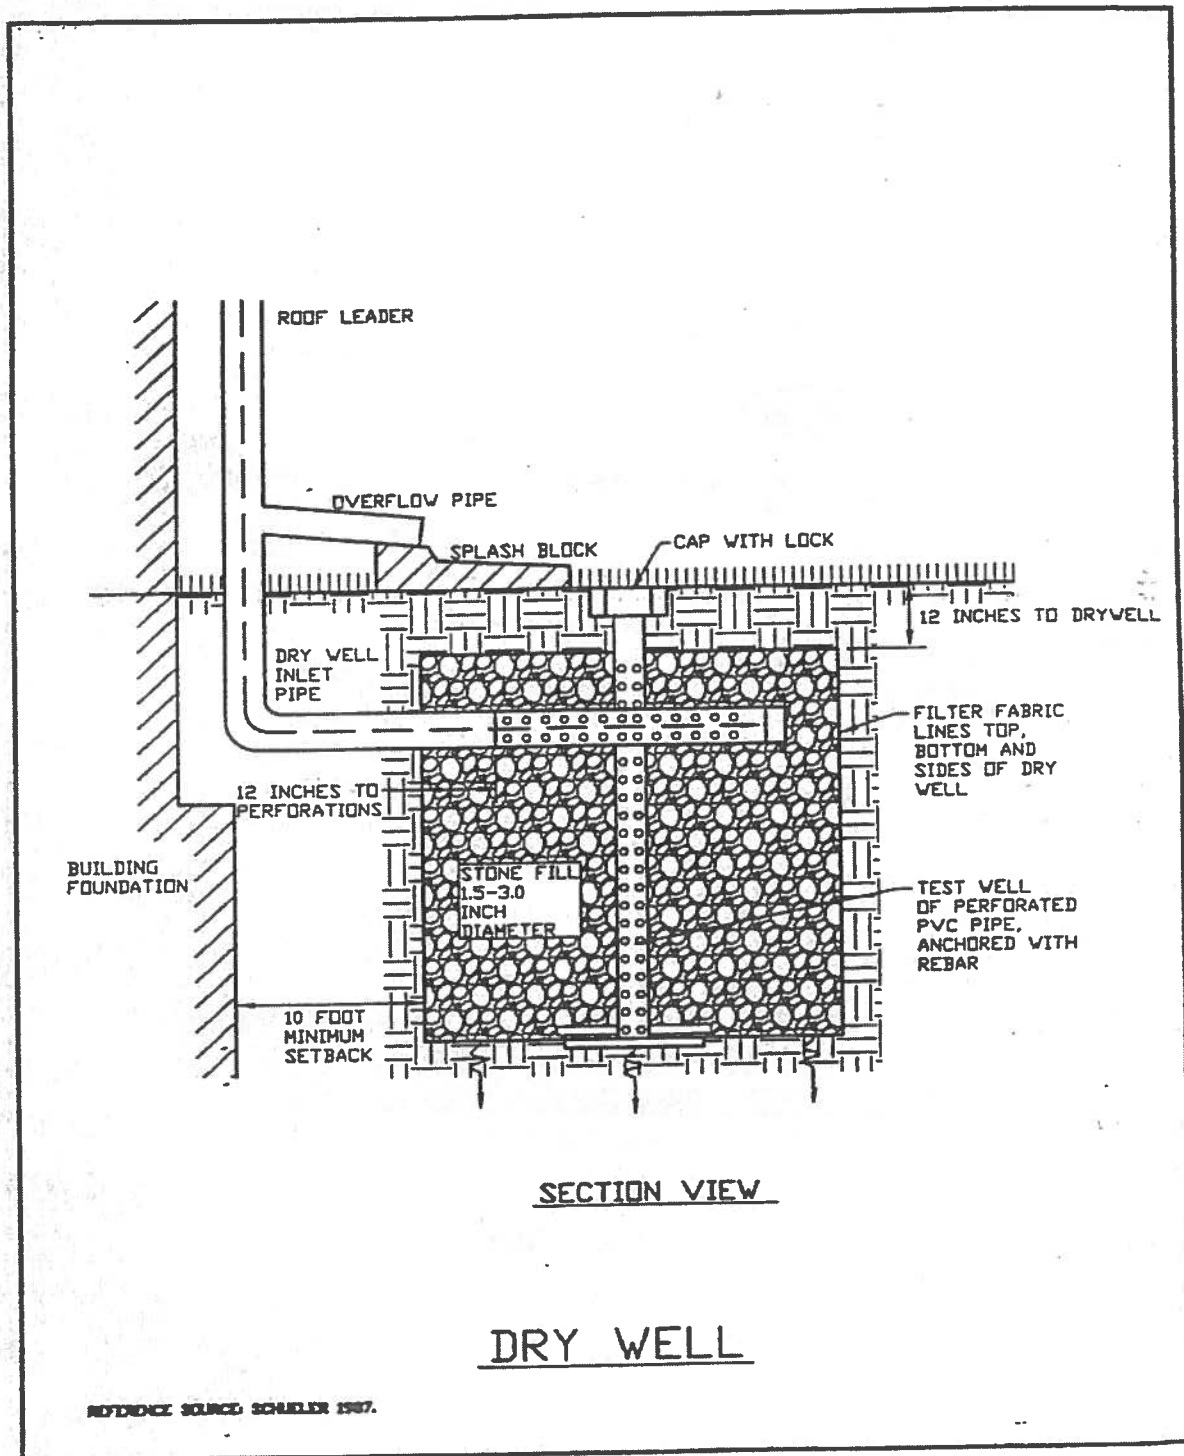 ROOF LEADER
OVERFLOW PIPE
SPLASH BLOCK
CAP WITH LOCK
12 INCHES TO DRYWELL
DRY WELL
INLET
PIPE
FILTER FABRIC
LINES TOP,
BOTTOM AND
SIDES OF DRY
WELL
12 INCHES TO
PERFORATIONS
BUILDING
FOUNDATION
STONE FILL
1.5-3.0
INCH
DIAMETER
TEST WELL
OF PERFORATED
PVC PIPE,
ANCHORED WITH
REBAR
10 FOOT
MINIMUM
SETBACK
SECTION VIEW
DRY WELL
REFERENCE SOURCE: SCHUELER 1987.